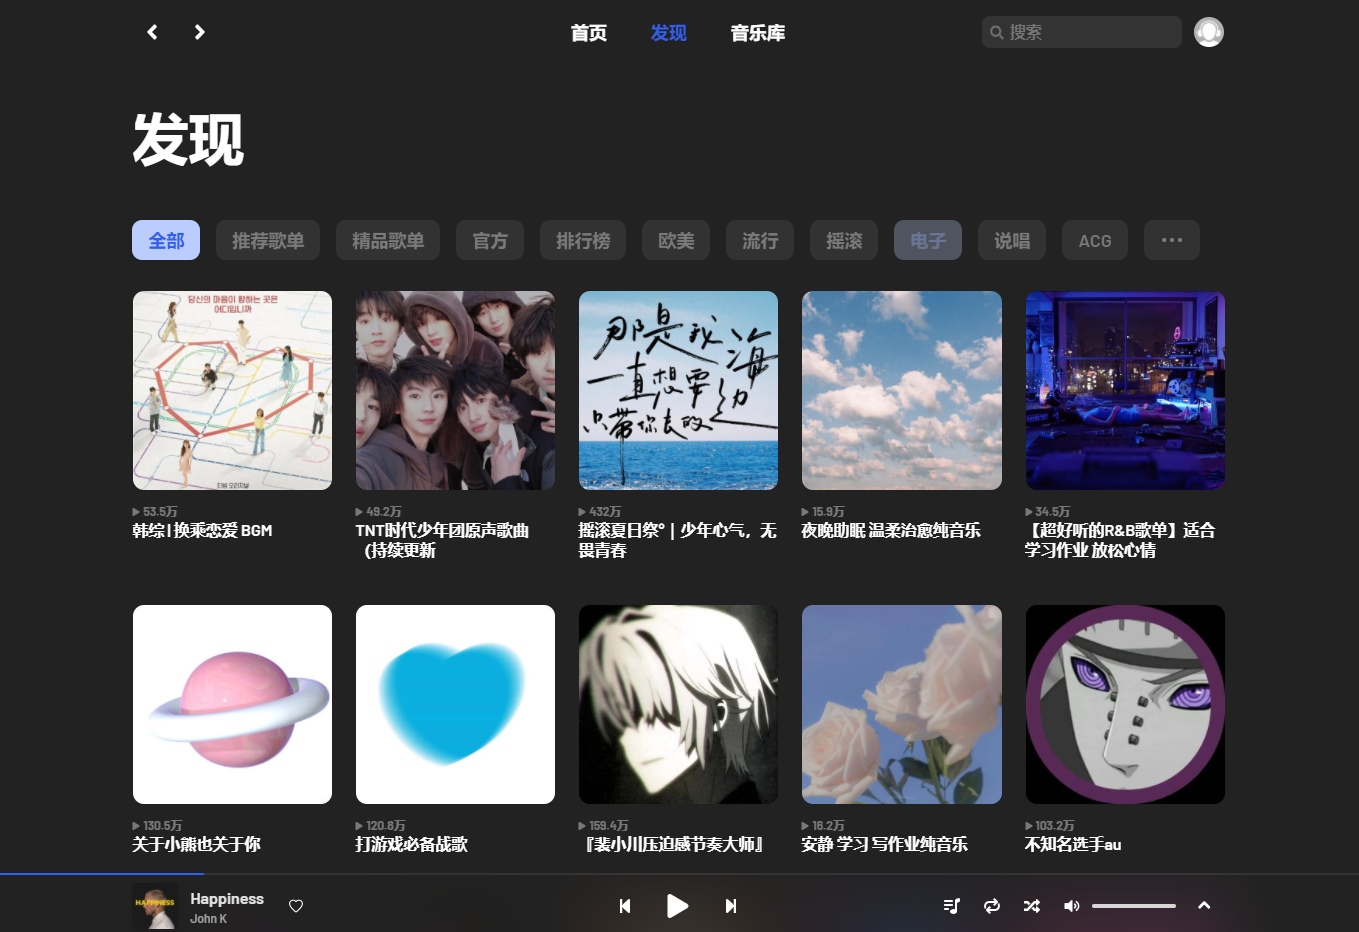 首页
发现
音乐库
搜索
发现
全部
推荐歌单
精品歌单
官方
排行榜
欧美
流行
摇滚
电子
说唱
ACG
당신의 마음이 향하는 곳은
어디입니까
티빙 오리지널
那是我
一直想要
只带你去的
海边
53.5万
韩综 | 换乘恋爱 BGM
49.2万
TNT时代少年团原声歌曲
（持续更新
432万
摇滚夏日祭°｜少年心气，无
畏青春
15.9万
夜晚助眠 温柔治愈纯音乐
34.5万
【超好听的R&B歌单】适合
学习作业 放松心情
130.5万
关于小熊也关于你
120.8万
打游戏必备战歌
159.4万
『裴小川压迫感节奏大师』
16.2万
安静 学习 写作业纯音乐
103.2万
不知名选手au
HAPPINESS
Happiness
John K